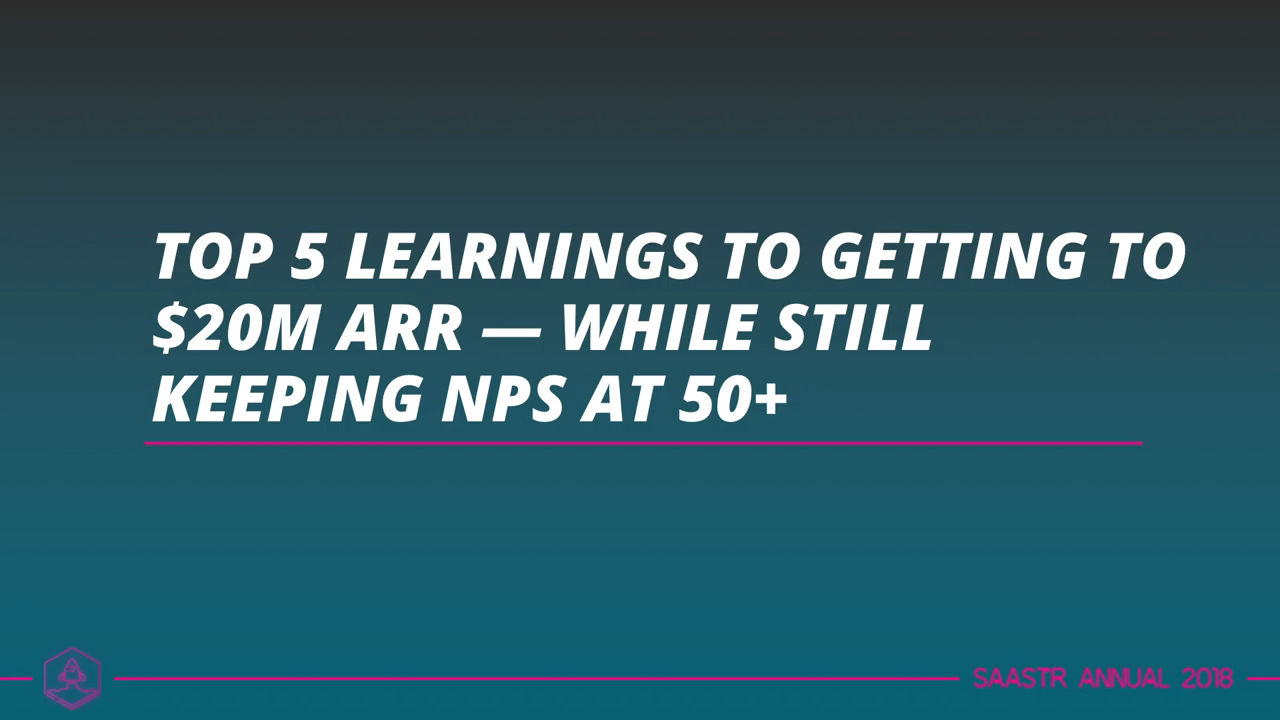 TOP 5 LEARNINGS TO GETTING TO
$20M ARR — WHILE STILL
KEEPING NPS AT 50+
SAASTR ANNUAL 2018